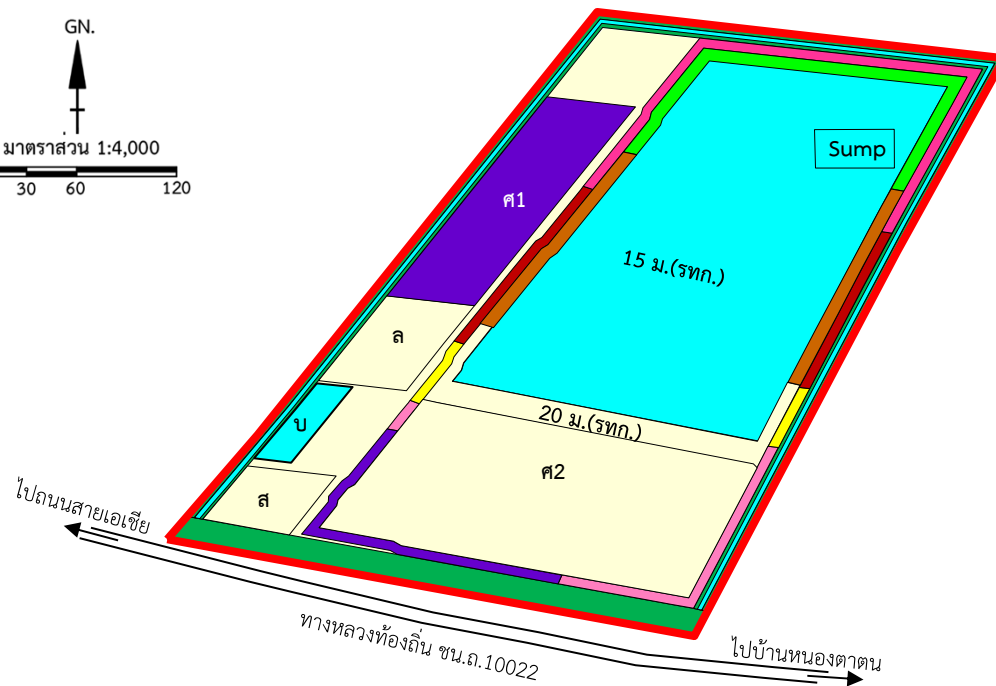 GN.
มาตราส่วน 1:4,000
30 60 120
Sump
ศ1
15 ม.(รทก.)
ล
20 ม.(รทก.)
บ
ศ2
ส
ไปถนนสายเอเชีย
ทางหลวงท้องถิ่น ชน.ถ.10022
ไปบ้านหนองตาตน